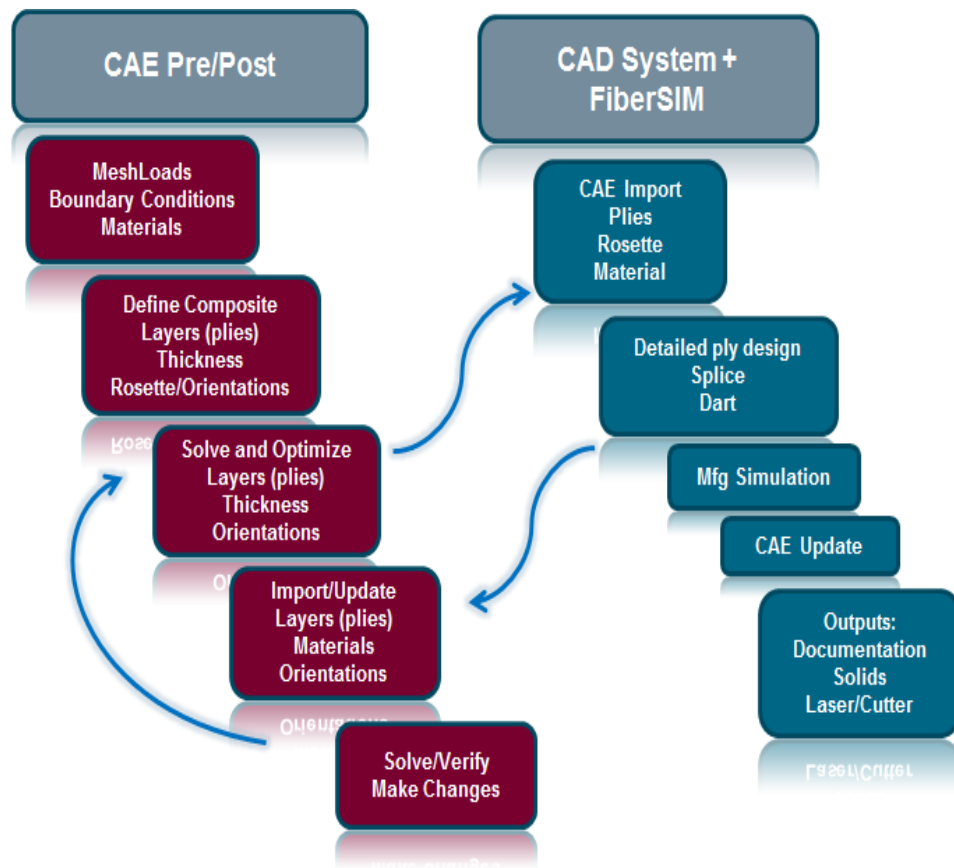 CAE Pre/Post
MeshLoads
Boundary Conditions
Materials
Define Composite
Layers (plies)
Thickness
Rosette/Orientations
Solve and Optimize
Layers (plies)
Thickness
Orientations
Import/Update
Layers (plies)
Materials
Orientations
Solve/Verify
Make Changes
CAD System +
FiberSIM
CAE Import
Plies
Rosette
Material
Detailed ply design
Splice
Dart
Mfg Simulation
CAE Update
Outputs:
Documentation
Solids
Laser/Cutter